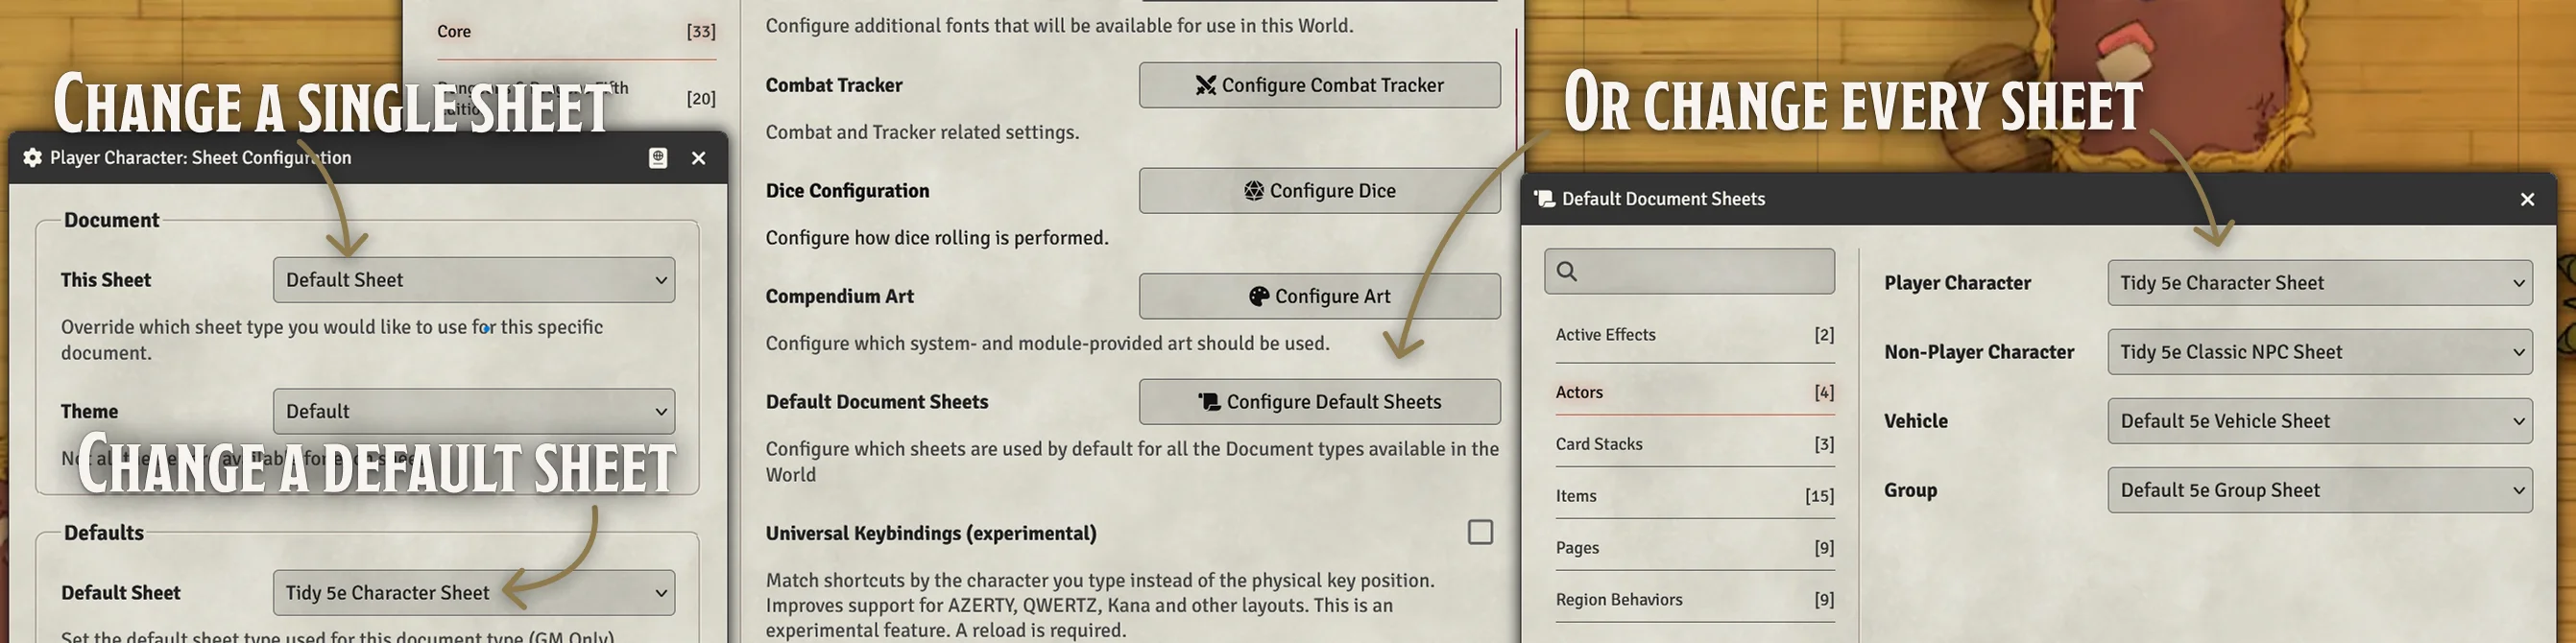 Core [33]
[20]
CHANGE A SINGLE SHEET
Player Character: Sheet Configuration
Document
This Sheet
Default Sheet
Override which sheet type you would like to use for this specific
document.
Theme
Default
CHANGE A DEFAULT SHEET
Defaults
Default Sheet
Tidy 5e Character Sheet
Set the default sheet type used for this document type (GM Only)
Configure additional fonts that will be available for use in this World.
Combat Tracker
Configure Combat Tracker
Combat and Tracker related settings.
Dice Configuration
Configure Dice
Configure how dice rolling is performed.
Compendium Art
Configure Art
Configure which system- and module-provided art should be used.
Default Document Sheets
Configure Default Sheets
Configure which sheets are used by default for all the Document types available in the
World
Universal Keybindings (experimental)
Match shortcuts by the character you type instead of the physical key position.
Improves support for AZERTY, QWERTZ, Kana and other layouts. This is an
experimental feature. A reload is required.
OR CHANGE EVERY SHEET
Default Document Sheets
Active Effects [2]
Actors [4]
Card Stacks [3]
Items [15]
Pages [9]
Region Behaviors [9]
Player Character
Tidy 5e Character Sheet
Non-Player Character
Tidy 5e Classic NPC Sheet
Vehicle
Default 5e Vehicle Sheet
Group
Default 5e Group Sheet